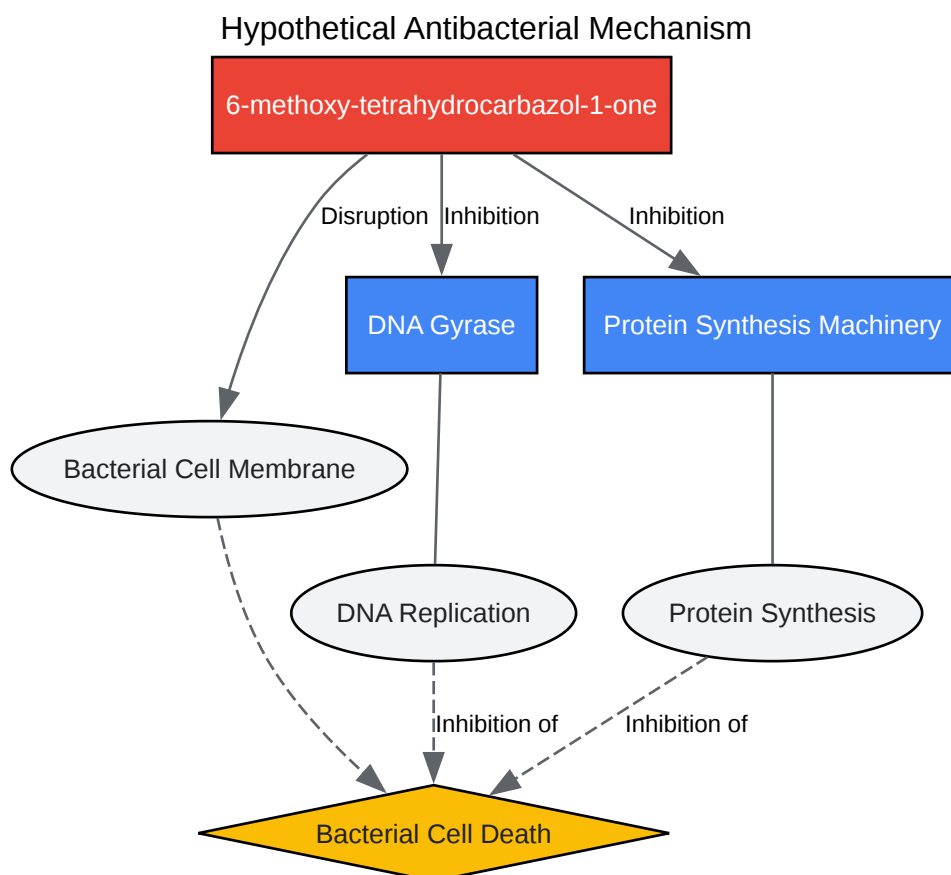 Hypothetical Antibacterial Mechanism
6-methoxy-tetrahydrocarbazol-1-one
Disruption
Inhibition
Inhibition
DNA Gyrase
Protein Synthesis Machinery
Bacterial Cell Membrane
DNA Replication
Protein Synthesis
Inhibition of
Inhibition of
Bacterial Cell Death